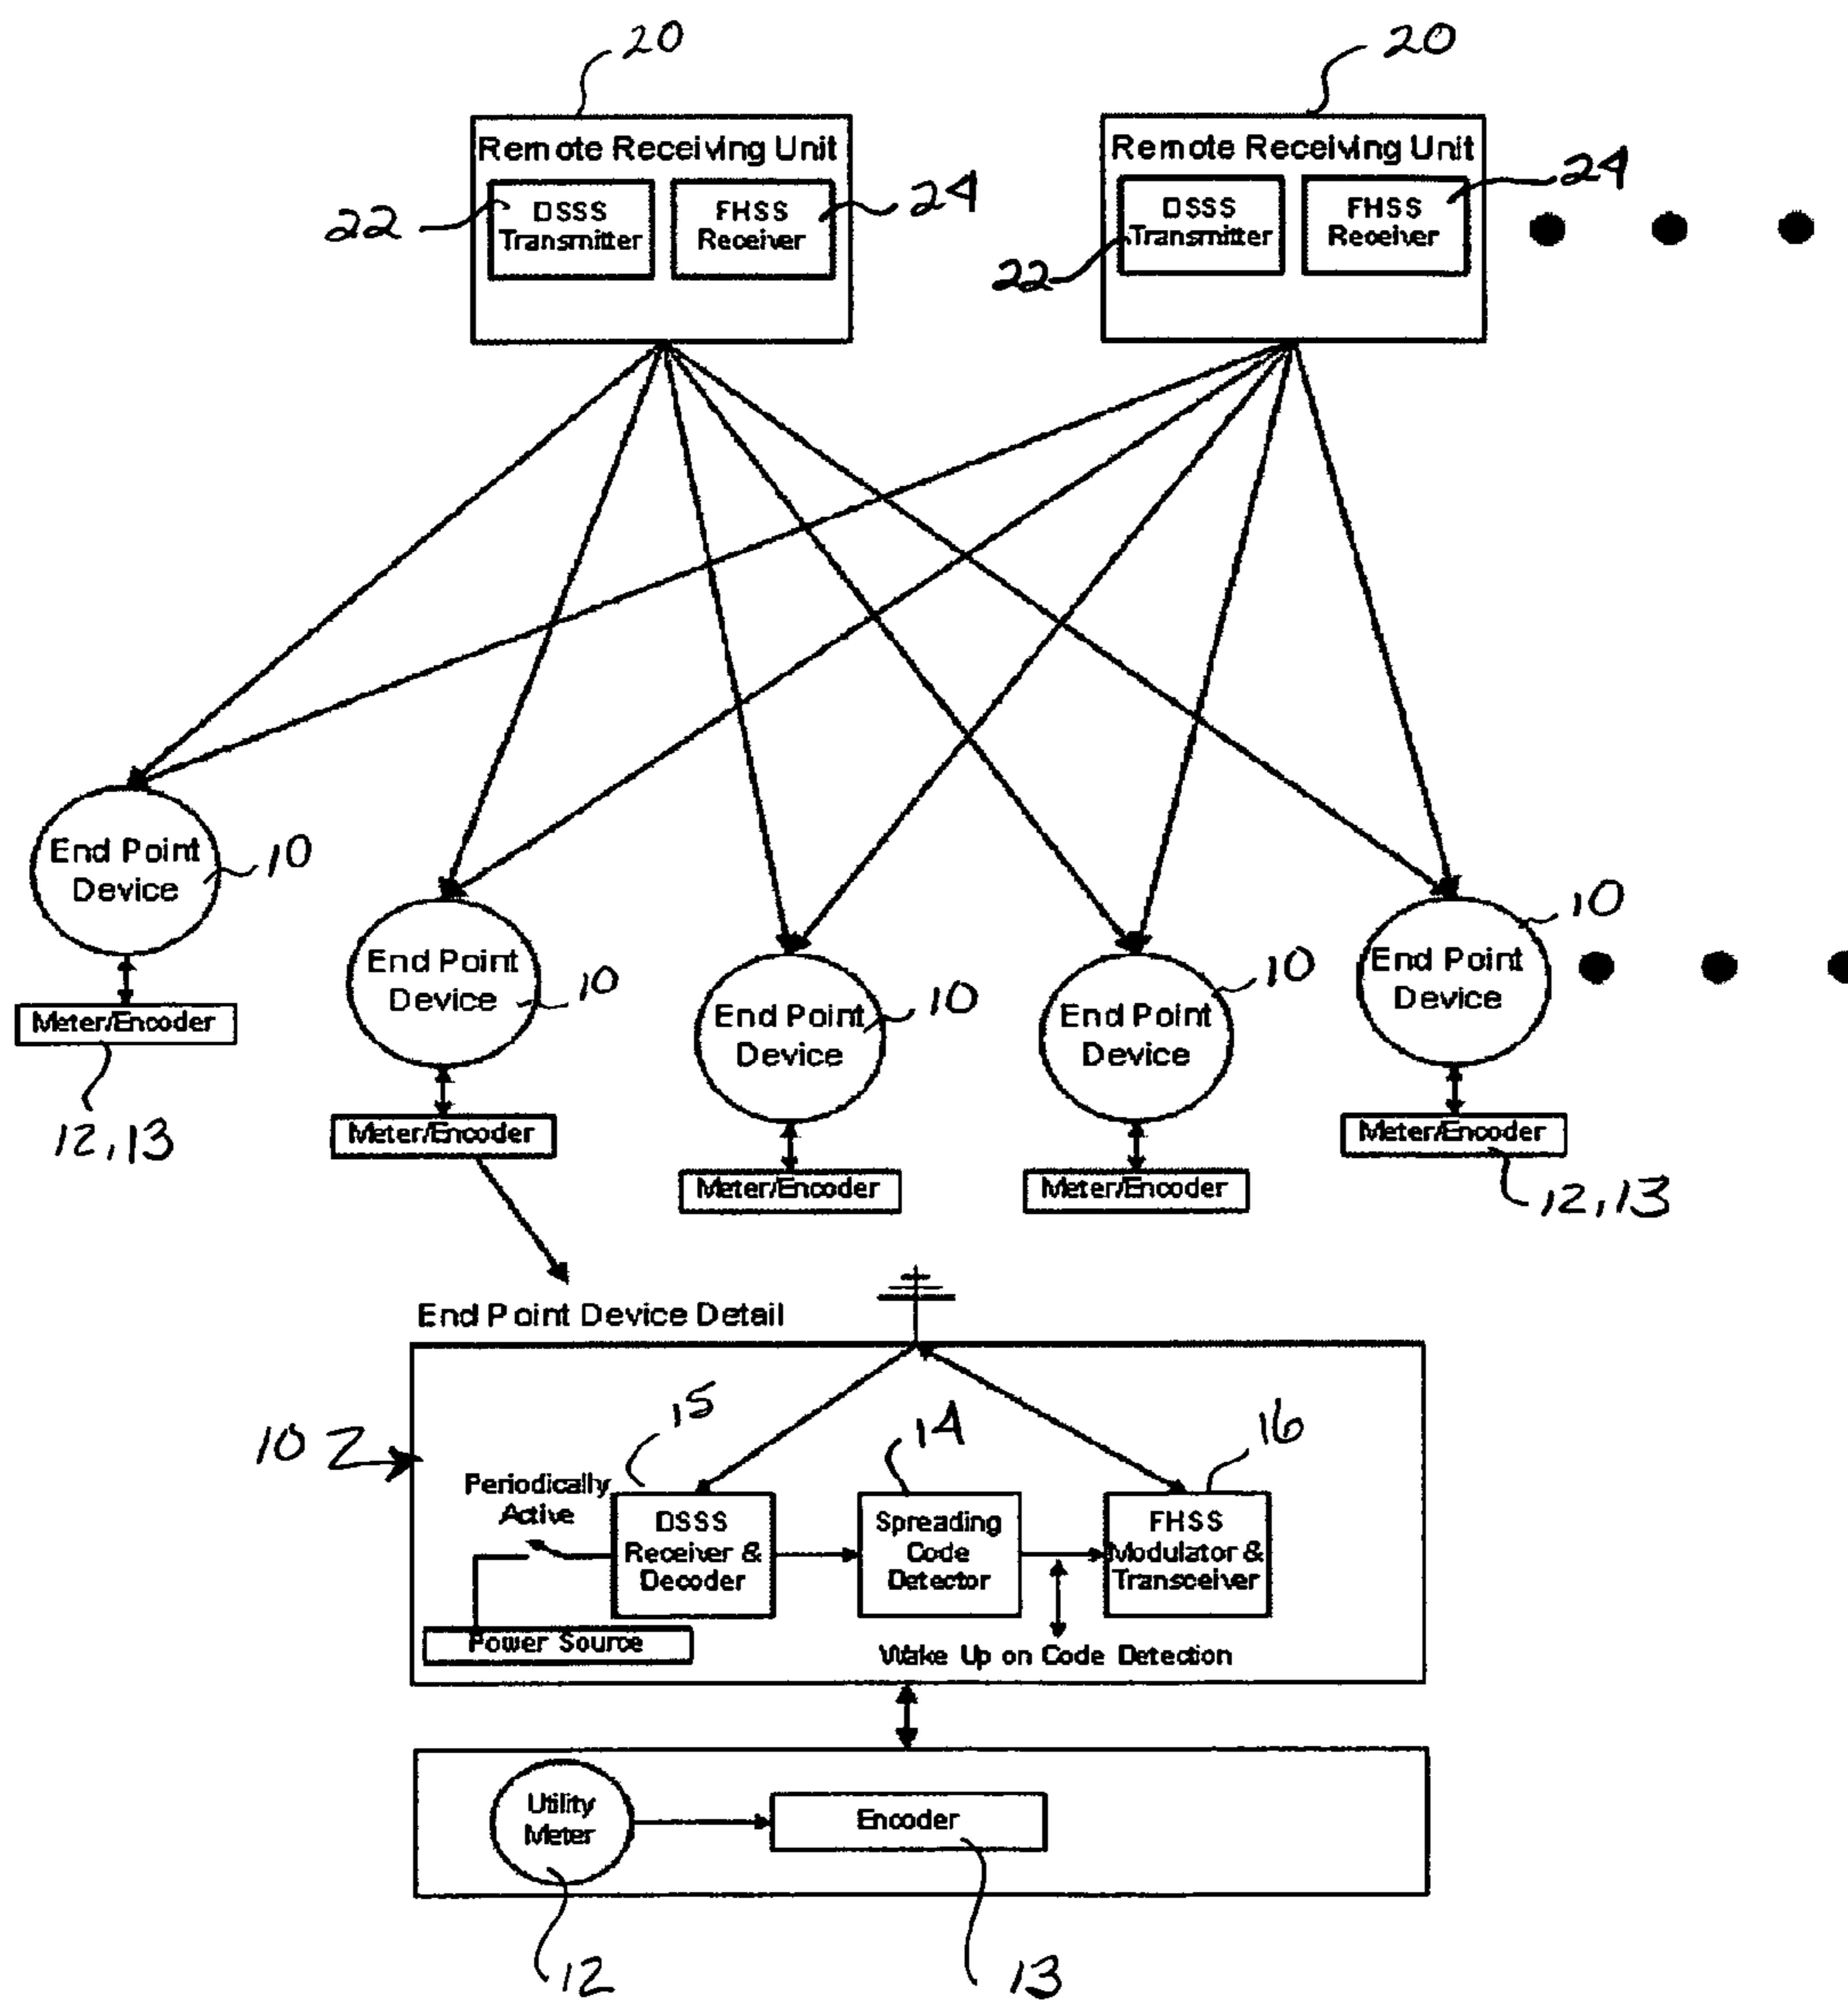 20
20
Remote Receiving Unit
Remote Receiving Unit
22
DSSS
Transmitter
FHSS
Receiver
24
22
DSSS
Transmitter
FHSS
Receiver
24
End Point
Device
10
End Point
Device
10
End Point
Device
10
End Point
Device
10
End Point
Device
10
Meter/Encoder
12,13
Meter/Encoder
Meter/Encoder
Meter/Encoder
Meter/Encoder
12,13
End Point Device Detail
10
15
14
16
Periodically
Active
DSSS
Receiver &
Decoder
Spreading
Code
Detector
FHSS
Modulator &
Transceiver
Power Source
Wake Up on Code Detection
Utility
Meter
Encoder
12
13